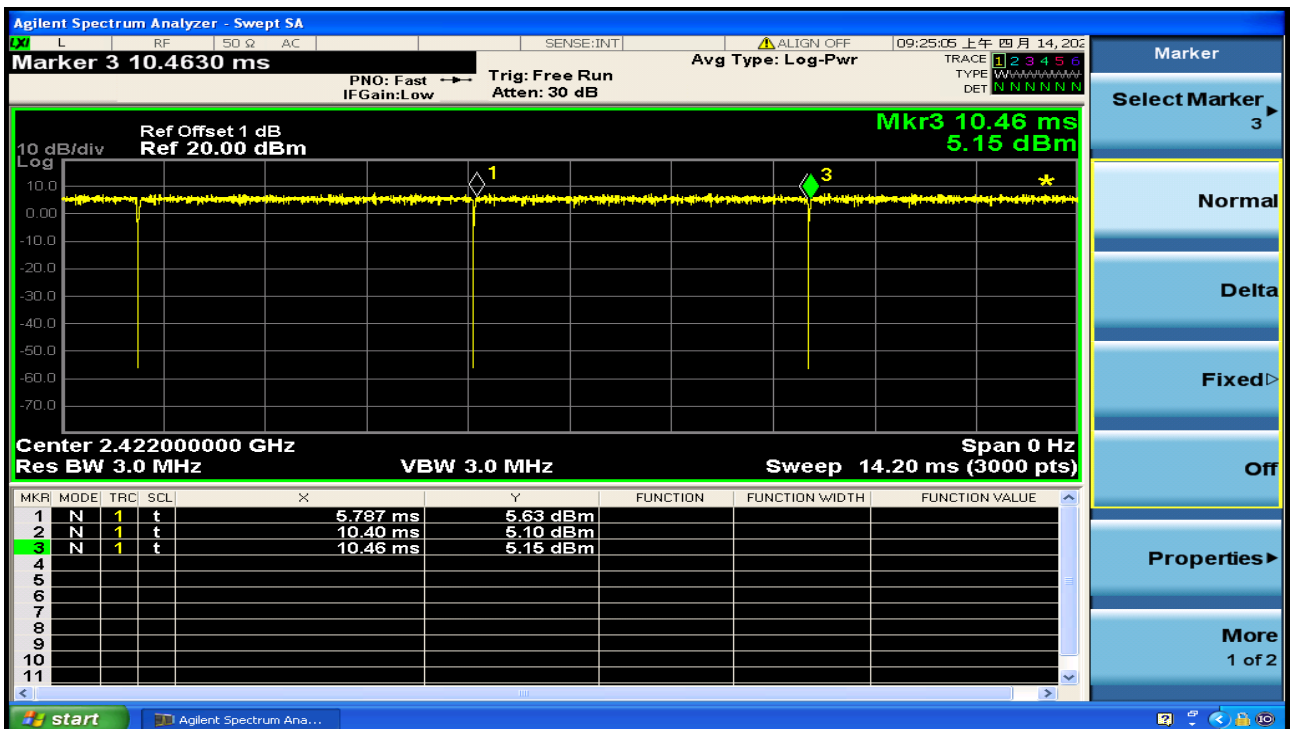 Agilent Spectrum Analyzer - Swept SA
LXI L RF 50 Ω AC SENSE:INT ALIGN OFF 09:25:05 上午 四月 14, 202
Marker 3 10.4630 ms
PNO: Fast
IFGain:Low
Trig: Free Run
Atten: 30 dB
Avg Type: Log-Pwr
TRACE 1 2 3 4 5 6
TYPE WWWWWW
DET N N N N N N
Mkr3 10.46 ms
5.15 dBm
Ref Offset 1 dB
10 dB/div Ref 20.00 dBm
Log
10.0
0.00
-10.0
-20.0
-30.0
-40.0
-50.0
-60.0
-70.0
1
3
*
Center 2.422000000 GHz Span 0 Hz
Res BW 3.0 MHz VBW 3.0 MHz Sweep 14.20 ms (3000 pts)
MKR MODE TRC SCL X Y FUNCTION FUNCTION WIDTH FUNCTION VALUE
1 N 1 t 5.787 ms 5.63 dBm
2 N 1 t 10.40 ms 5.10 dBm
3 N 1 t 10.46 ms 5.15 dBm
4
5
6
7
8
9
10
11
Marker
Select Marker
3
Normal
Delta
Fixed
Off
Properties
More
1 of 2
start Agilent Spectrum Ana...